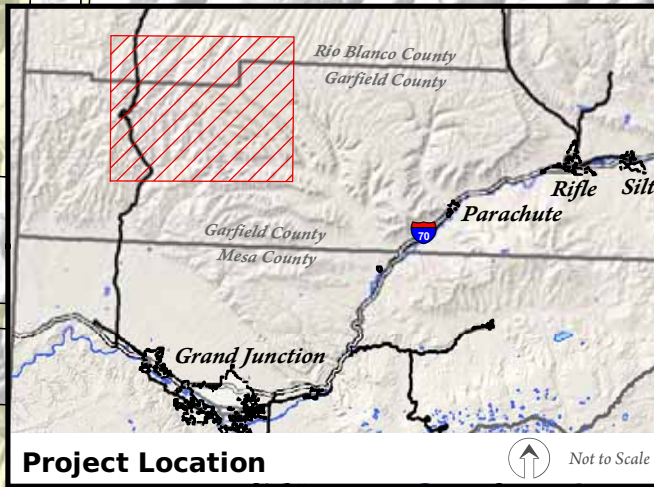 Rio Blanco County
Garfield County
Rifle
Silt
Parachute
70
Garfield County
Mesa County
Grand Junction
Project Location
Not to Scale